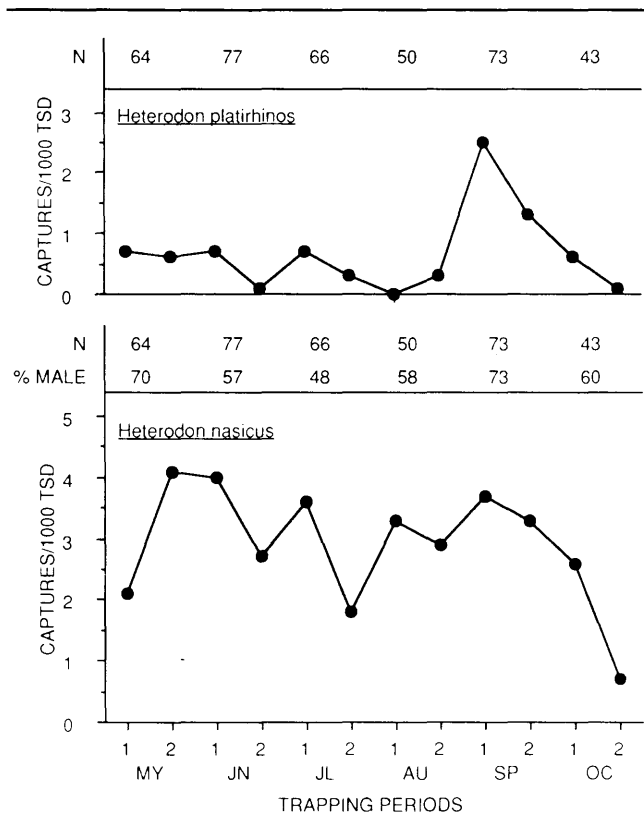 N 64 77 66 50 73 43
Heterodon platirhinos
CAPTURES/1000 TSD
3
2
1
0
N 64 77 66 50 73 43
% MALE 70 57 48 58 73 60
Heterodon nasicus
CAPTURES/1000 TSD
5
4
3
2
1
0
1 2 1 2 1 2 1 2 1 2 1 2
MY JN JL AU SP OC
TRAPPING PERIODS